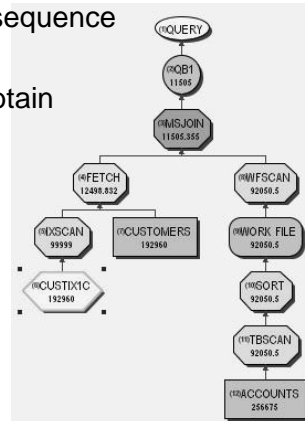 sequence
otain
(1)QUERY
(2)QB1
11505
(3)MSJOIN
11505.355
(4)FETCH
12498.832
(8)WFSCAN
92050.5
(5)IXSCAN
99999
(7)CUSTOMERS
192960
(9)WORK FILE
92050.5
(6)CUSTIX1C
192960
(10)SORT
92050.5
(11)TBSCAN
92050.5
(12)ACCOUNTS
256675